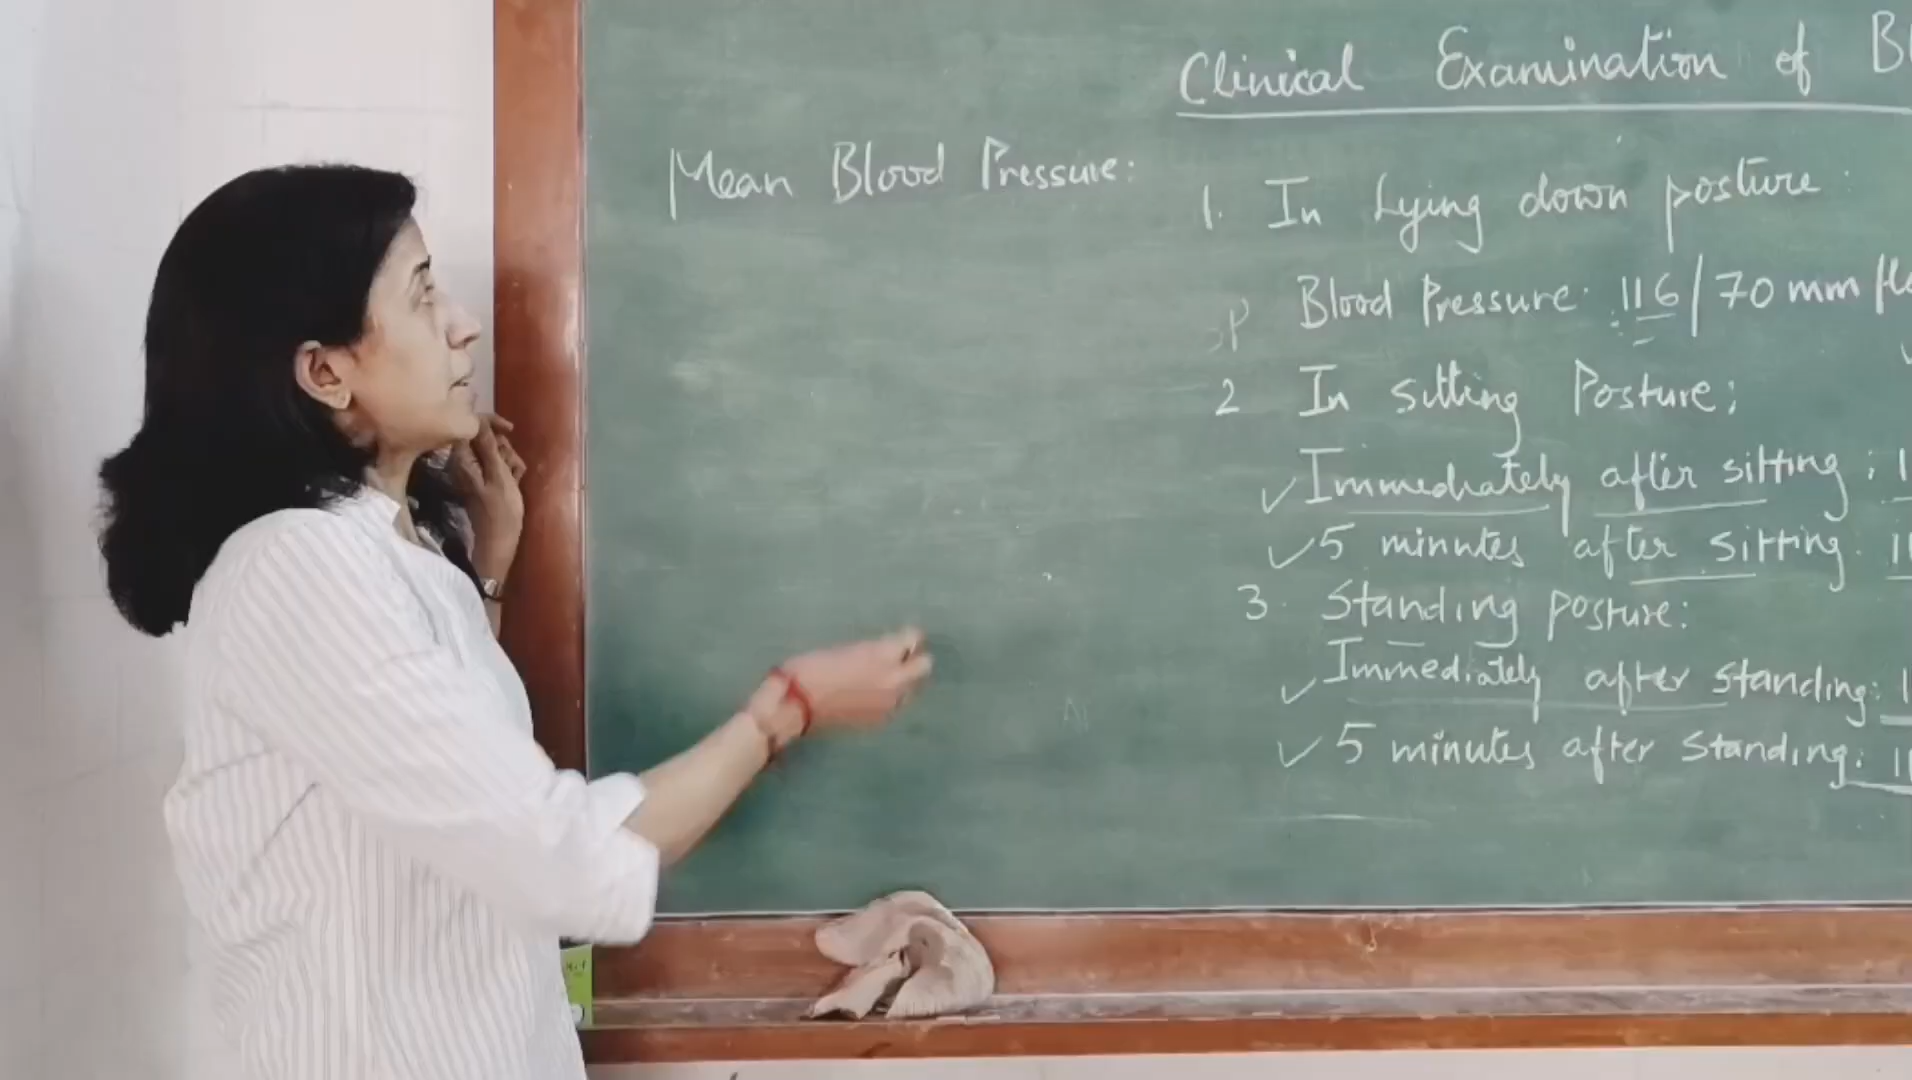 Clinical Examination of Bl
Mean Blood Pressure:
1. In Lying down posture:
Blood Pressure: 116/70 mm
2 In Sitting Posture;
✓ Immediately after sitting:
✓ 5 minutes after sitting.
3. Standing posture:
✓ Immediately after standing:
✓ 5 minutes after standing: